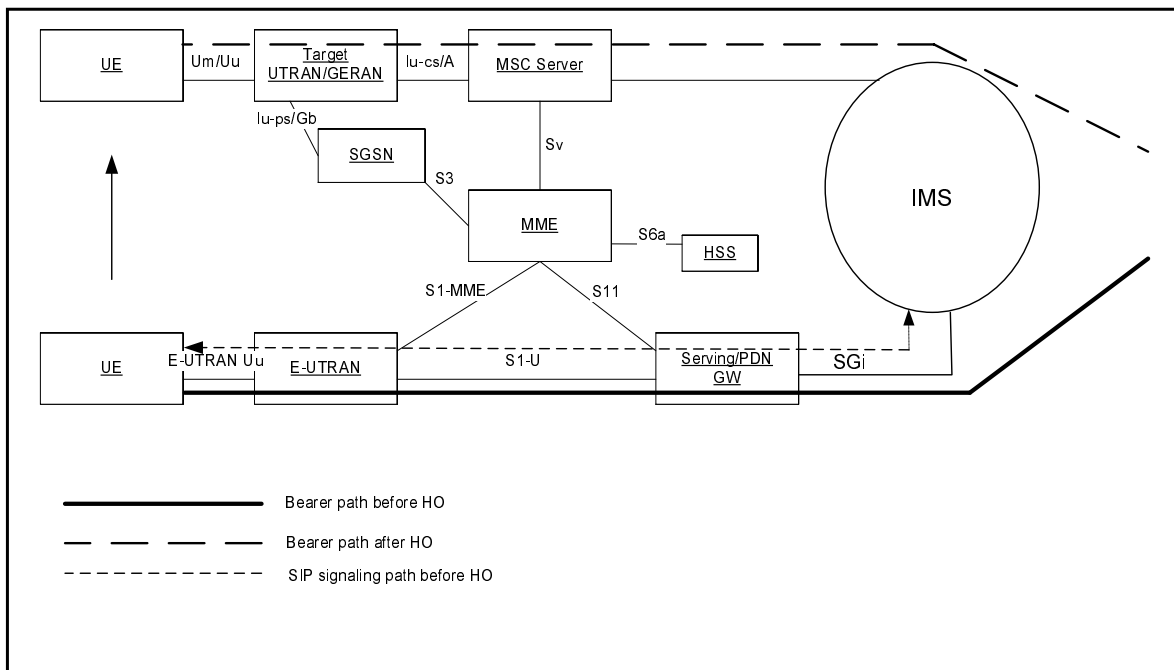 UE
Um/Uu
Target
UTRAN/GERAN
Iu-cs/A
MSC Server
Iu-ps/Gb
SGSN
S3
Sv
MME
S6a
HSS
IMS
S1-MME
S11
UE
E-UTRAN Uu
E-UTRAN
S1-U
Serving/PDN
GW
SGi
Bearer path before HO
Bearer path after HO
SIP signaling path before HO